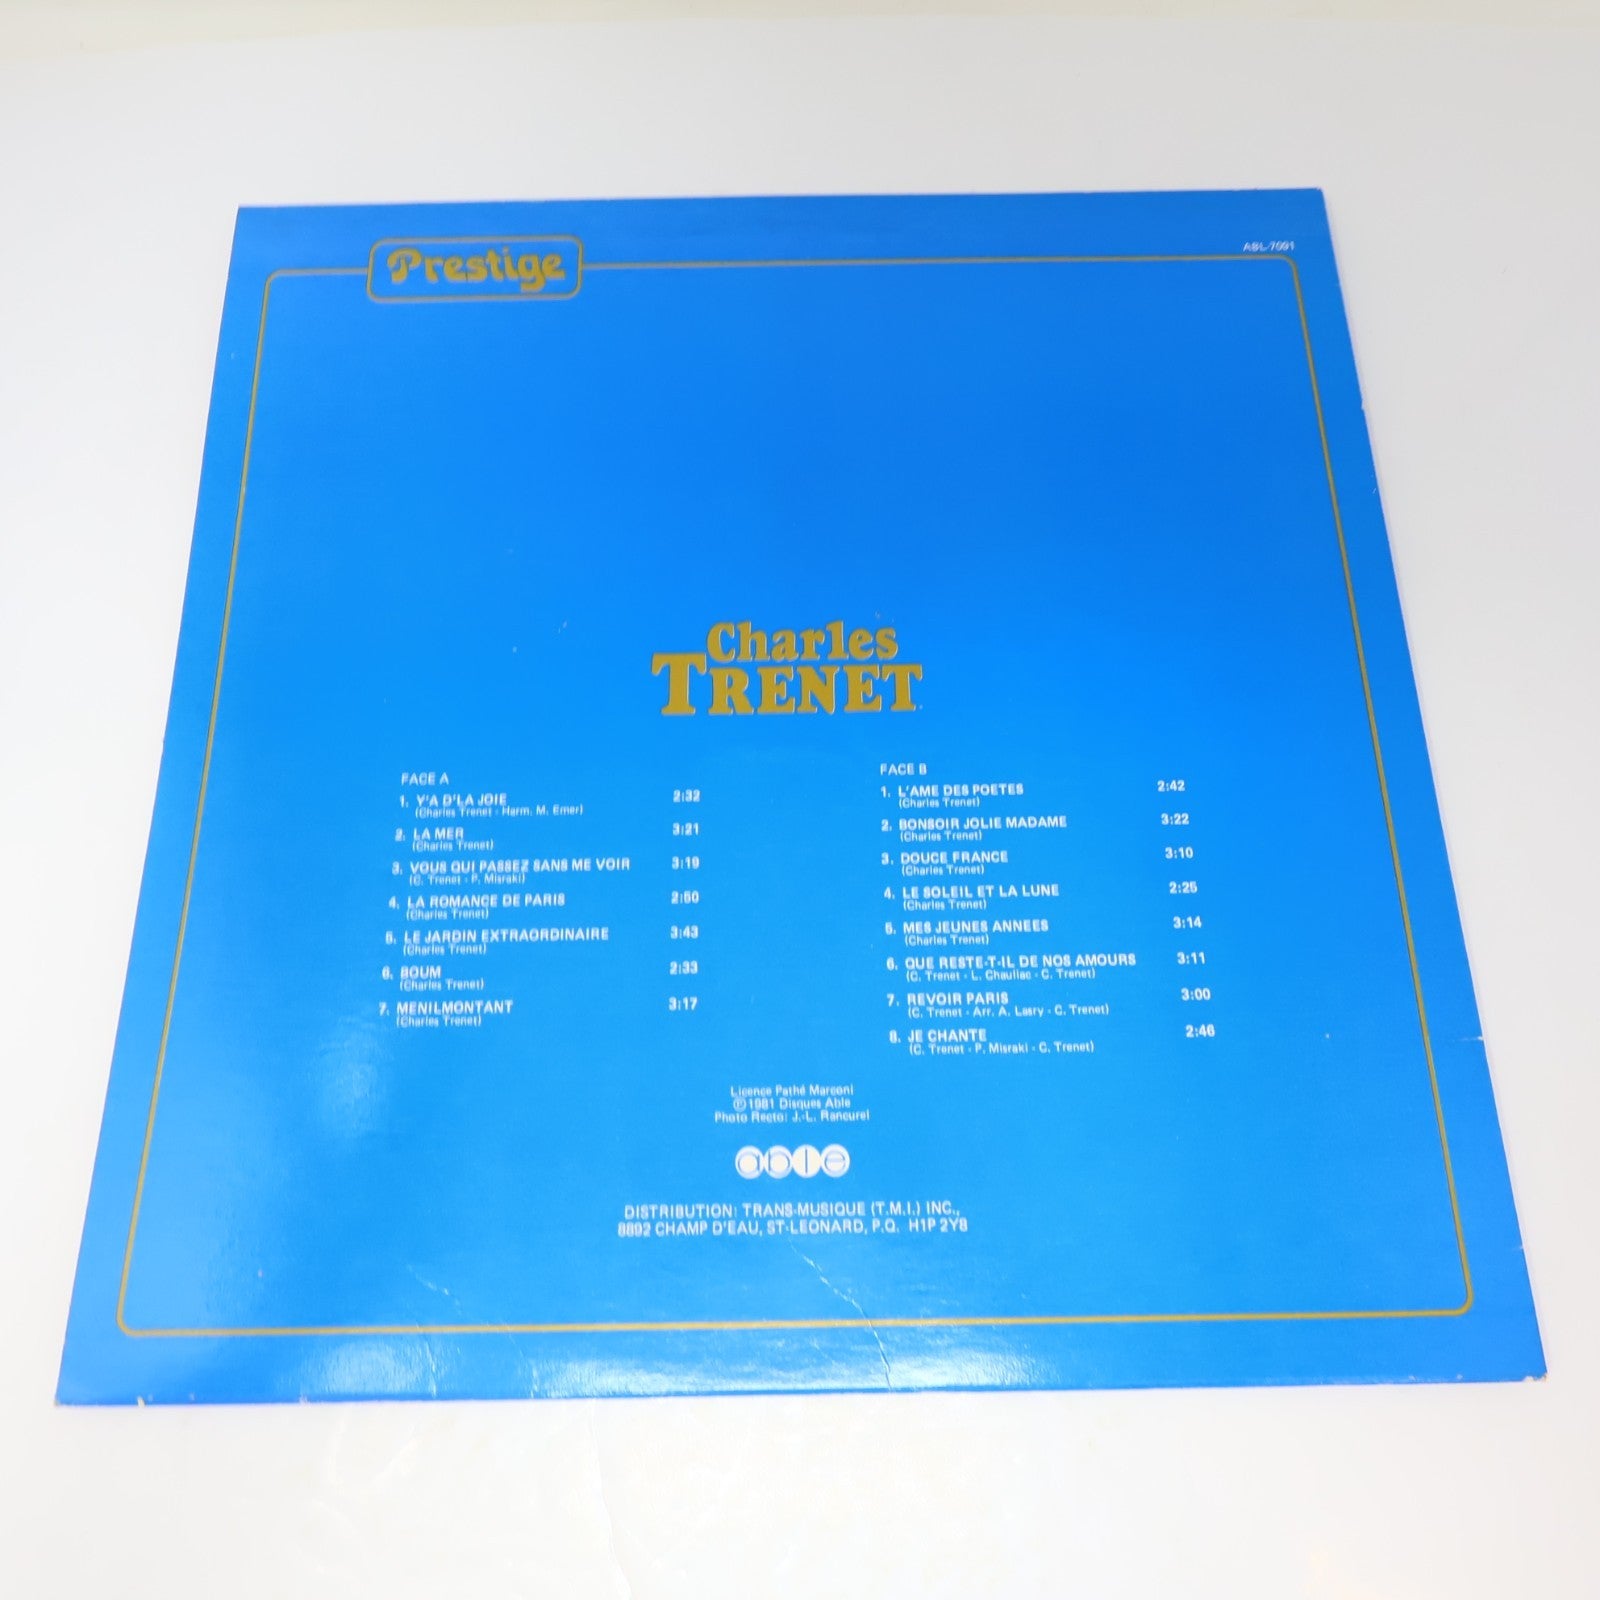 Prestige
ABL-7091
Charles
TRENET
FACE A
1. Y'A D'LA JOIE 2:32
(Charles Trenet - Harm. M. Emer)
2. LA MER 3:21
(Charles Trenet)
3. VOUS QUI PASSEZ SANS ME VOIR 3:19
(C. Trenet - P. Misraki)
4. LA ROMANCE DE PARIS 2:50
(Charles Trenet)
5. LE JARDIN EXTRAORDINAIRE 3:43
(Charles Trenet)
6. BOUM 2:33
(Charles Trenet)
7. MENILMONTANT 3:17
(Charles Trenet)
FACE B
1. L'AME DES POETES 2:42
(Charles Trenet)
2. BONSOIR JOLIE MADAME 3:22
(Charles Trenet)
3. DOUCE FRANCE 3:10
(Charles Trenet)
4. LE SOLEIL ET LA LUNE 2:25
(Charles Trenet)
5. MES JEUNES ANNEES 3:14
(Charles Trenet)
6. QUE RESTE-T-IL DE NOS AMOURS 3:11
(C. Trenet - L. Chauliac - C. Trenet)
7. REVOIR PARIS 3:00
(C. Trenet - Arr. A. Lasry - C. Trenet)
8. JE CHANTE 2:46
(C. Trenet - P. Misraki - C. Trenet)
Licence Pathé Marconi
℗ 1981 Disques Able
Photo Recto: J.-L. Rancurel
able
DISTRIBUTION: TRANS-MUSIQUE (T.M.I.) INC.,
8892 CHAMP D'EAU, ST-LEONARD, P.Q. H1P 2Y8